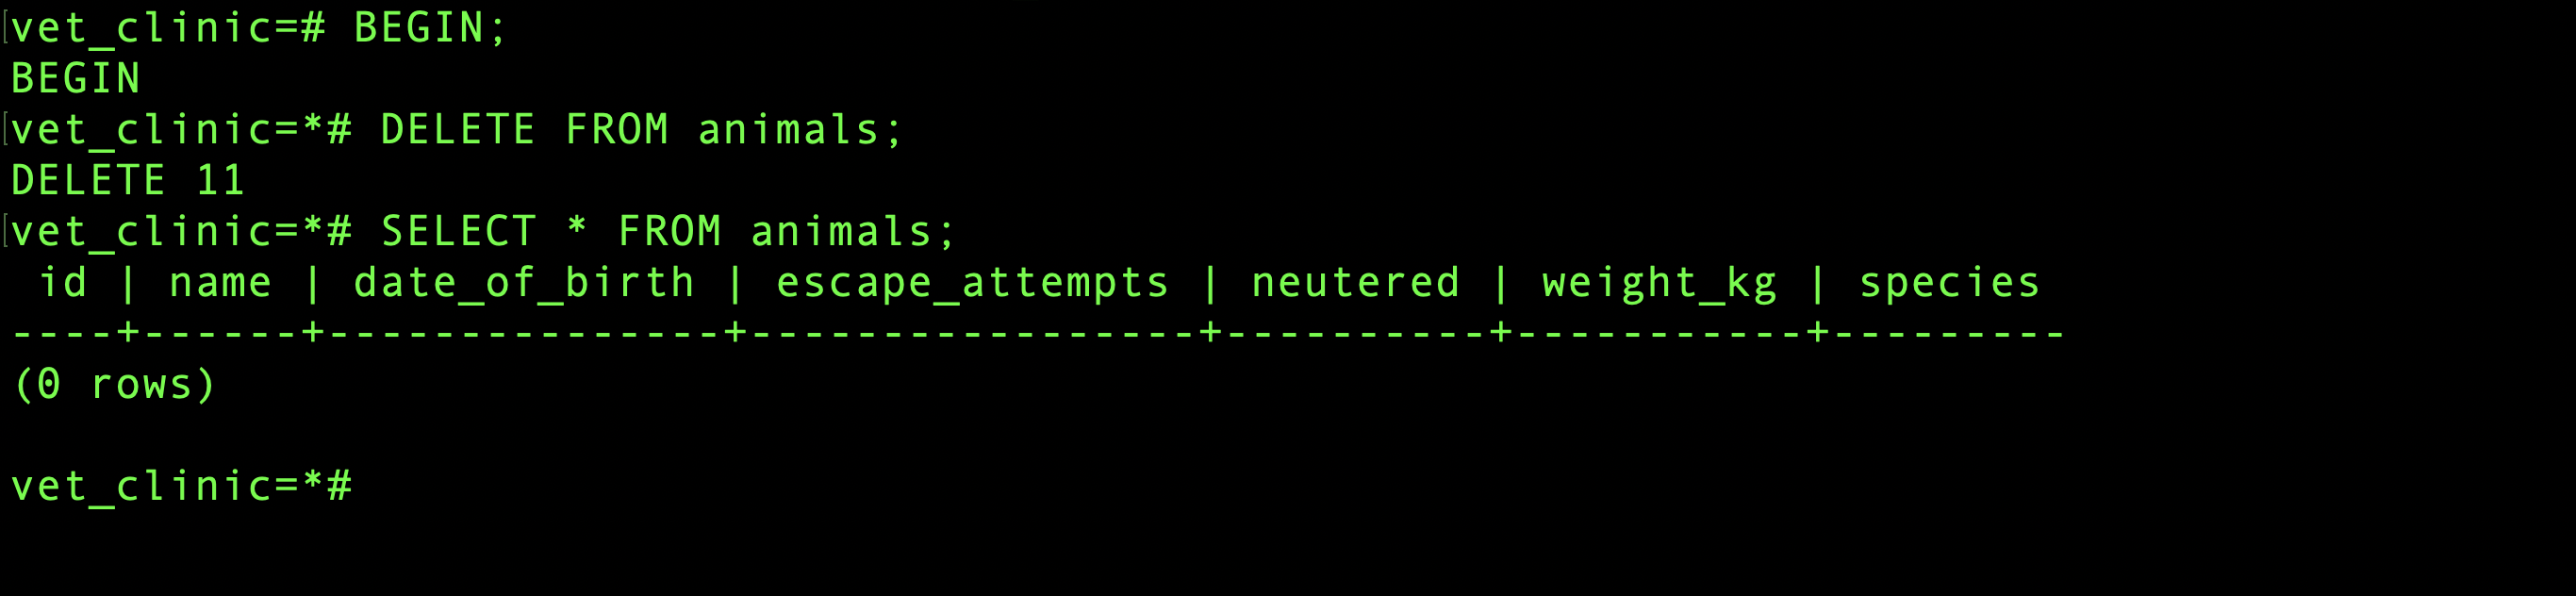 vet_clinic=# BEGIN;
BEGIN
vet_clinic=*# DELETE FROM animals;
DELETE 11
vet_clinic=*# SELECT * FROM animals;
 id | name | date_of_birth | escape_attempts | neutered | weight_kg | species
----+------+---------------+-----------------+----------+-----------+---------
(0 rows)
vet_clinic=*#